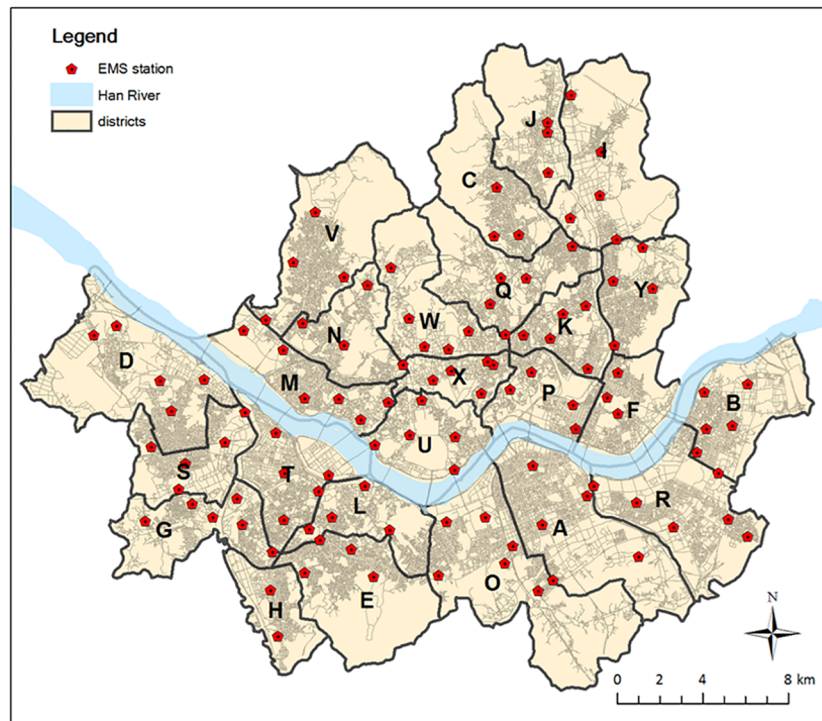 Legend
EMS station
Han River
districts
J
I
C
V
Q
Y
N
W
K
D
M
X
P
F
B
U
S
T
L
R
G
A
O
E
H
N
0 2 4 8 km